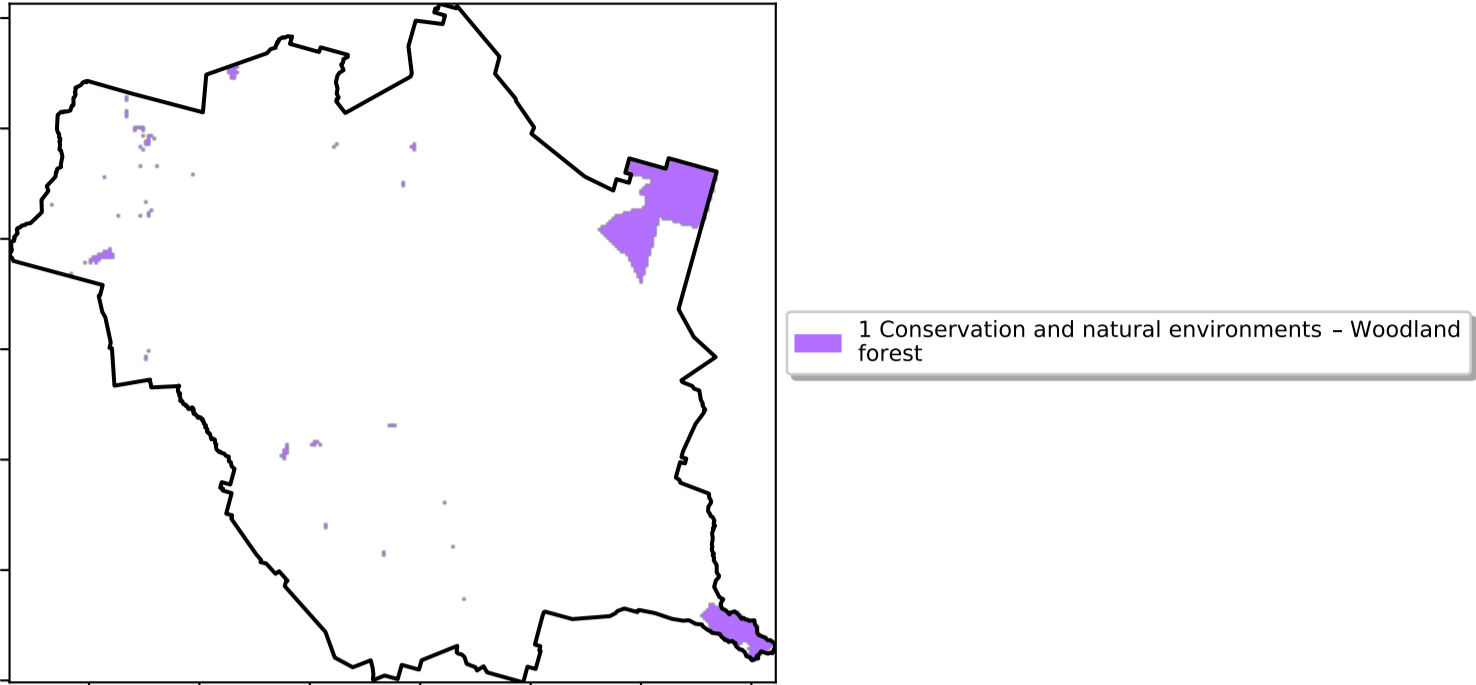 1 Conservation and natural environments – Woodland
forest